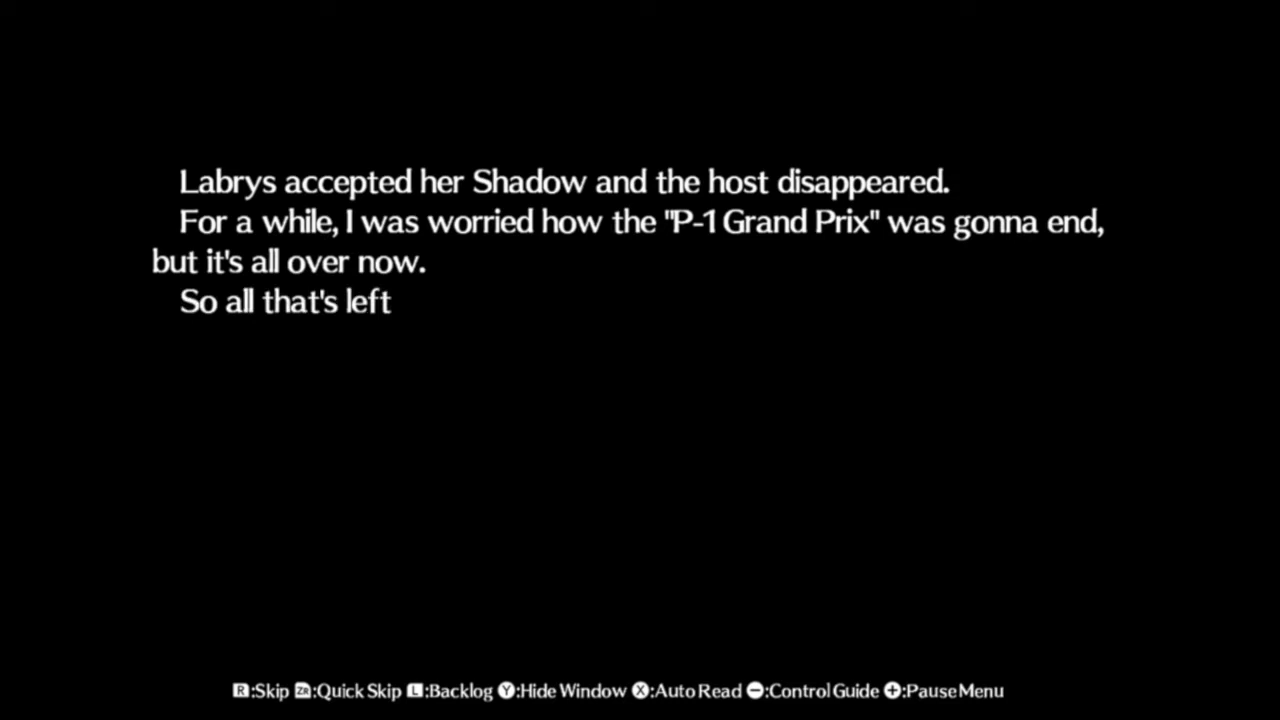 Labrys accepted her Shadow and the host disappeared.
For a while, I was worried how the "P-1 Grand Prix" was gonna end,
but it's all over now.
So all that's left
R:Skip ZR:Quick Skip L:Backlog Y:Hide Window X:Auto Read −:Control Guide +:Pause Menu